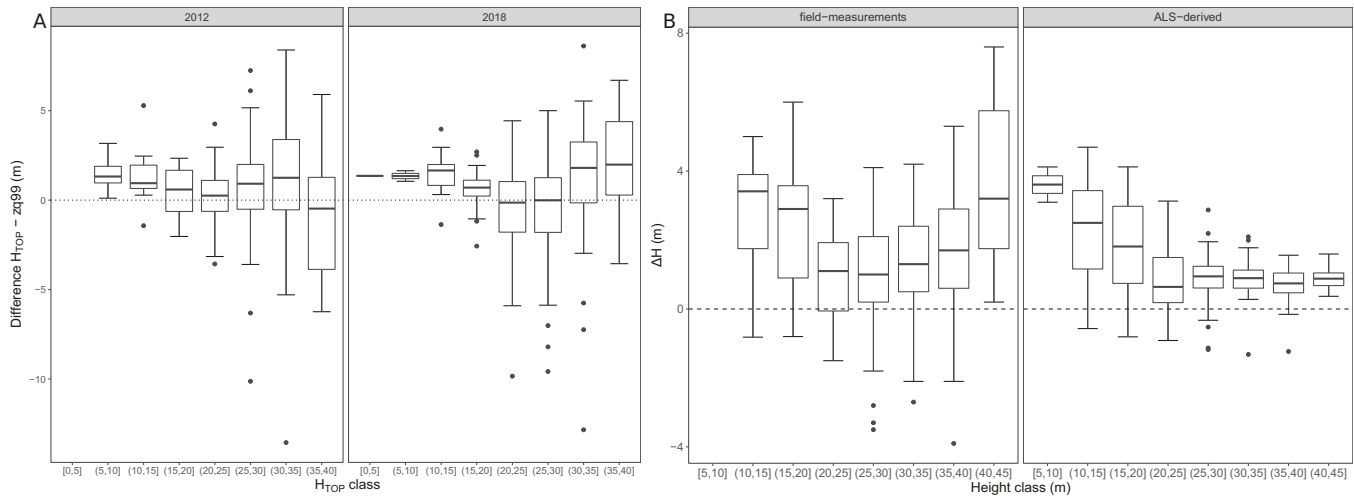 A
2012
2018
Difference HTOP − zq99 (m)
5
0
−5
−10
[0,5] (5,10] (10,15] (15,20] (20,25] (25,30] (30,35] (35,40]
[0,5] (5,10] (10,15] (15,20] (20,25] (25,30] (30,35] (35,40]
HTOP class
B
field−measurements
ALS−derived
ΔH (m)
8
4
0
−4
[5,10] (10,15] (15,20] (20,25] (25,30] (30,35] (35,40] (40,45]
[5,10] (10,15] (15,20] (20,25] (25,30] (30,35] (35,40] (40,45]
Height class (m)